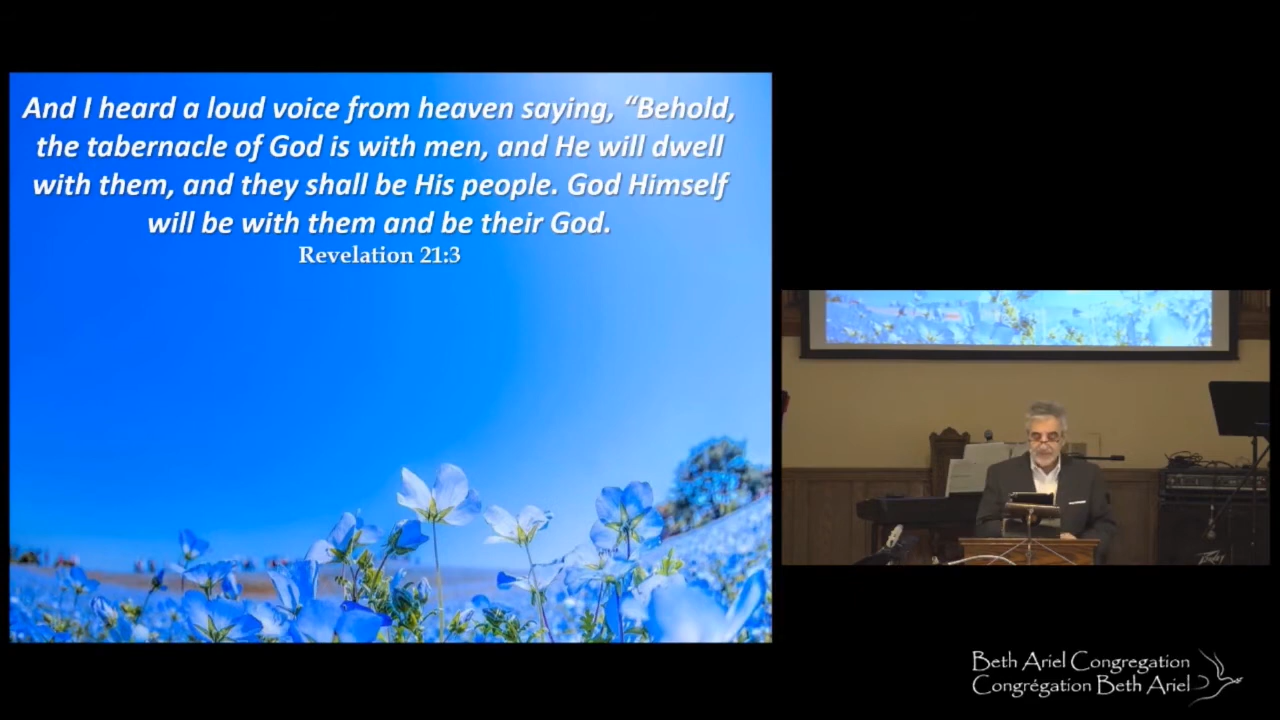 And I heard a loud voice from heaven saying, “Behold,
the tabernacle of God is with men, and He will dwell
with them, and they shall be His people. God Himself
will be with them and be their God.
Revelation 21:3
Peavey
Beth Ariel Congregation
Congrégation Beth Ariel